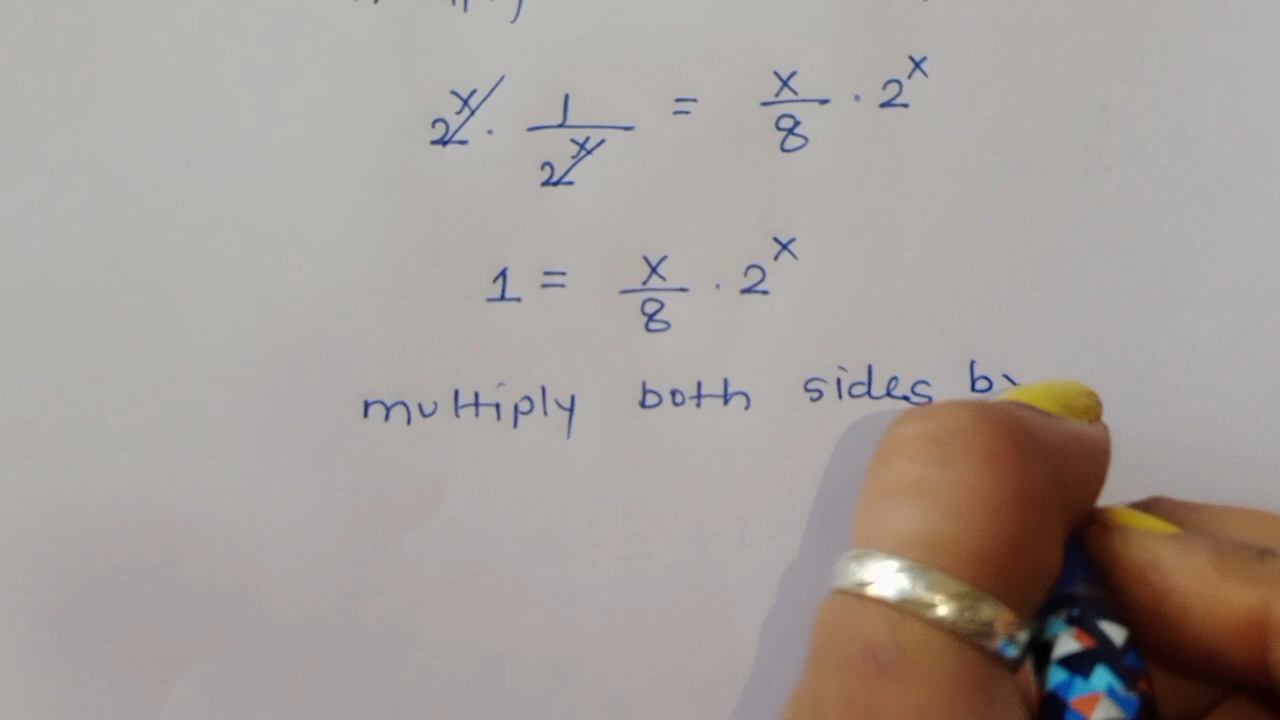 2^x · 1/2^x = x/8 · 2^x
1 = x/8 · 2^x
multiply both sides